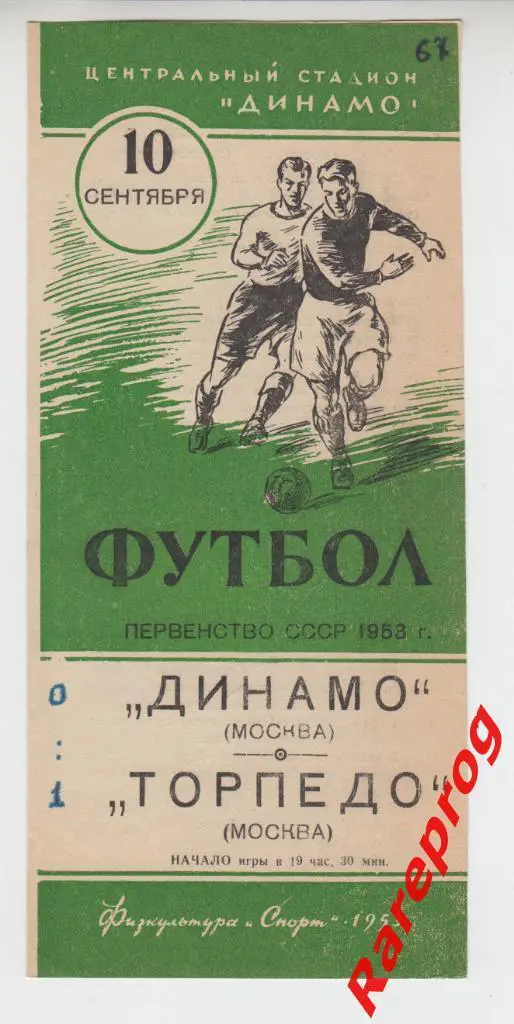 67
ЦЕНТРАЛЬНЫЙ СТАДИОН
"ДИНАМО"
10
СЕНТЯБРЯ
ФУТБОЛ
ПЕРВЕНСТВО СССР 1953 г.
0 : 1
„ДИНАМО“
(МОСКВА)
„ТОРПЕДО“
(МОСКВА)
НАЧАЛО игры в 19 час. 30 мин.
Физкультура и Спорт 1953
Rareprog